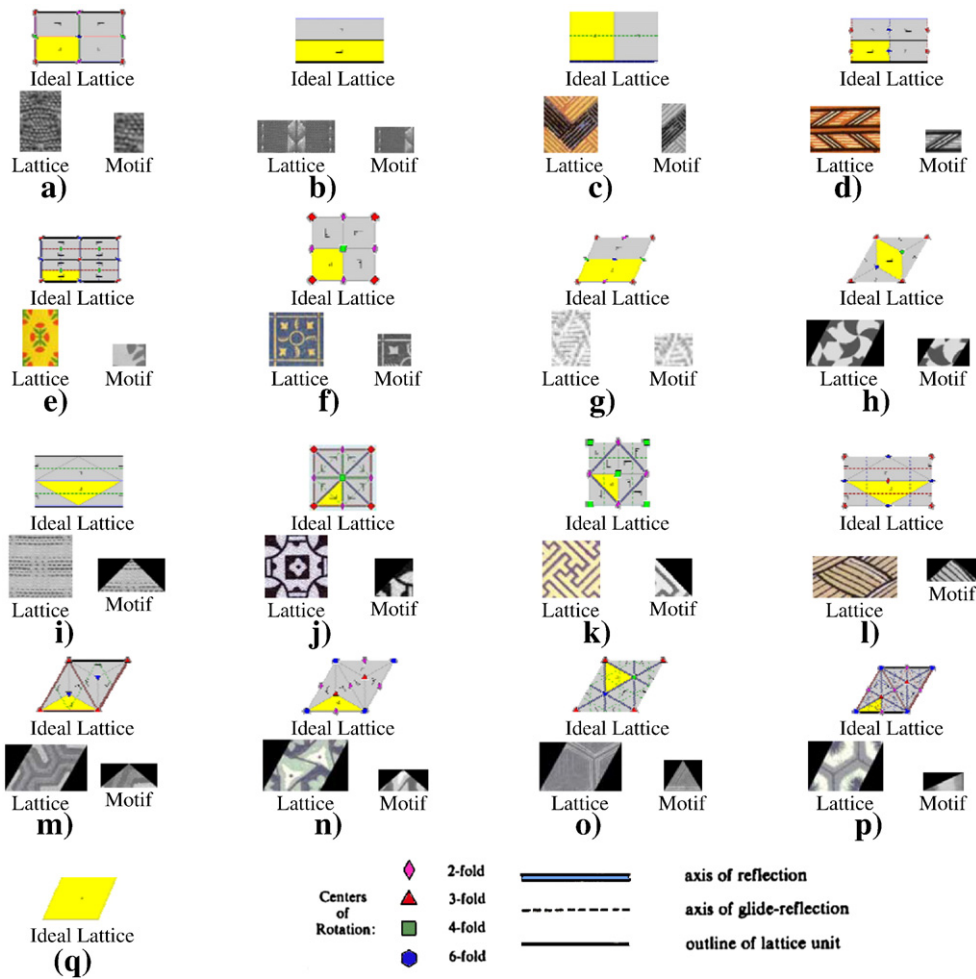 Ideal Lattice Ideal Lattice Ideal Lattice Ideal Lattice
Lattice Motif Lattice Motif Lattice Motif Lattice Motif
a) b) c) d)
Ideal Lattice Ideal Lattice Ideal Lattice Ideal Lattice
Lattice Motif Lattice Motif Lattice Motif Lattice Motif
e) f) g) h)
Ideal Lattice Ideal Lattice Ideal Lattice Ideal Lattice
Lattice Motif Lattice Motif Lattice Motif Lattice Motif
i) j) k) l)
Ideal Lattice Ideal Lattice Ideal Lattice Ideal Lattice
Lattice Motif Lattice Motif Lattice Motif Lattice Motif
m) n) o) p)
Ideal Lattice
(q)
Centers
of
Rotation:
2-fold
3-fold
4-fold
6-fold
axis of reflection
axis of glide-reflection
outline of lattice unit